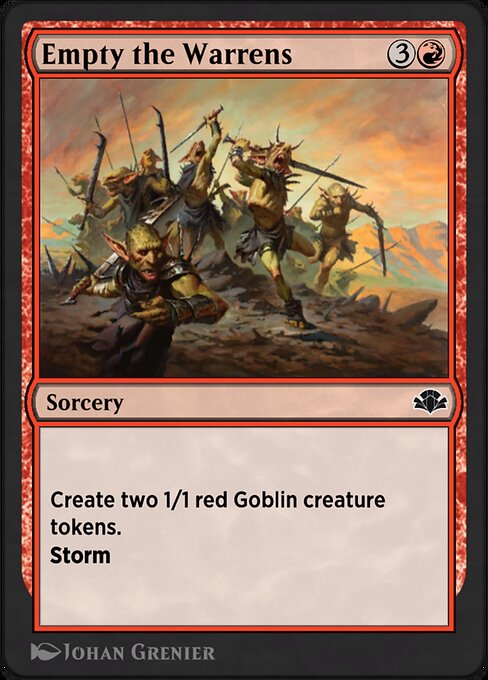 Empty the Warrens 3
Sorcery
Create two 1/1 red Goblin creature
tokens.
Storm
Johan Grenier